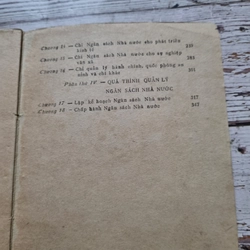 Chương 14 — Chi Ngân sách Nhà nước cho phát triển
kinh tế
Chương 15 — Chi Ngân sách Nhà nước cho sự nghiệp
văn xã
Chương 16 — Chi quản lý hành chính, quốc phòng an
ninh và chi khác
Phần thứ IV — QUÁ TRÌNH QUẢN LÝ
NGÂN SÁCH NHÀ NƯỚC
Chương 17 — Lập kế hoạch Ngân sách Nhà nước
Chương 18 — Chấp hành Ngân sách Nhà nước